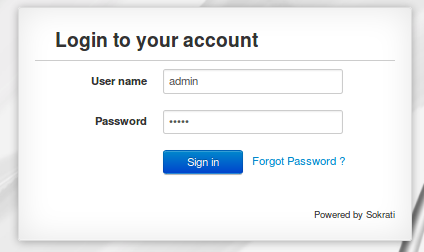 Login to your account
User name admin
Password •••••
Sign in Forgot Password ?
Powered by Sokrati